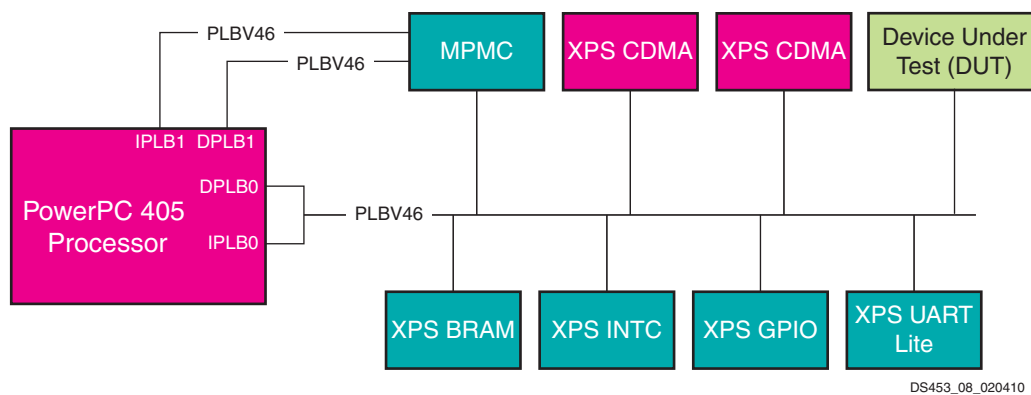 PLBV46
PLBV46
MPMC
XPS CDMA
XPS CDMA
Device Under
Test (DUT)
IPLB1 DPLB1
DPLB0
PowerPC 405
Processor
IPLB0
PLBV46
XPS BRAM
XPS INTC
XPS GPIO
XPS UART
Lite
DS453_08_020410